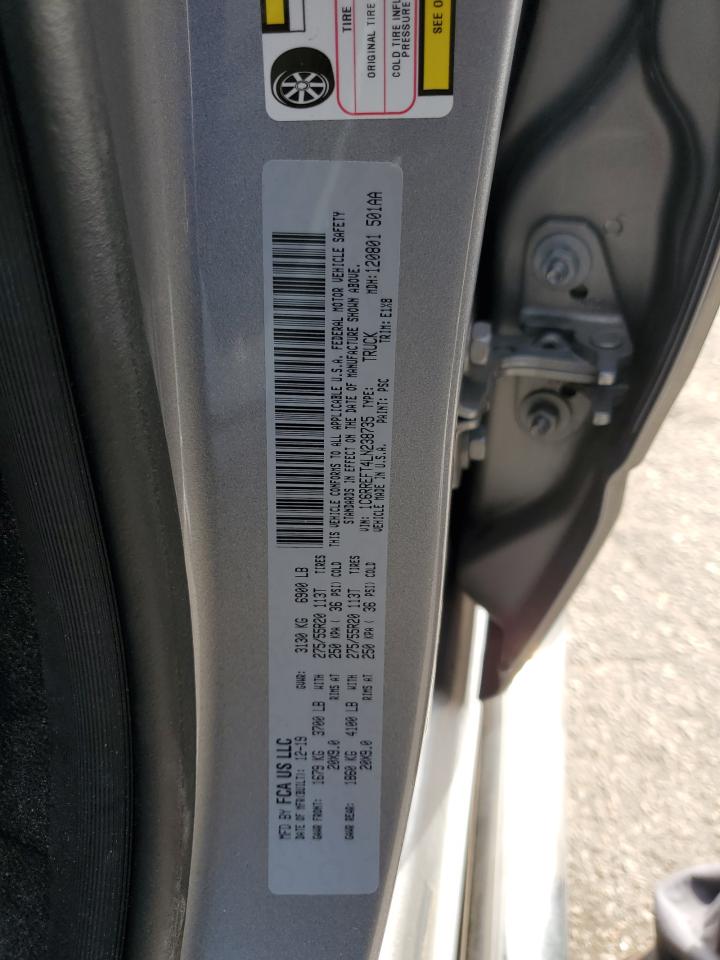 TIRE
ORIGINAL TIRE
COLD TIRE INFL
PRESSURE
SEE O
MFD BY FCA US LLC
DATE OF MFR(BUILT): 12-19 GVWR: 3130 KG 6900 LB
GAWR FRONT: 1679 KG 3700 LB WITH 275/55R20 113T TIRES
20X9.0 RIMS AT 250 KPA ( 36 PSI) COLD
GAWR REAR: 1860 KG 4100 LB WITH 275/55R20 113T TIRES
20X9.0 RIMS AT 250 KPA ( 36 PSI) COLD
THIS VEHICLE CONFORMS TO ALL APPLICABLE U.S.A. FEDERAL MOTOR VEHICLE SAFETY
STANDARDS IN EFFECT ON THE DATE OF MANUFACTURE SHOWN ABOVE.
VIN: 1C6RREFT4LN238735 TYPE: TRUCK MDH: 120801 501AA
VEHICLE MADE IN U.S.A. PAINT: PSC TRIM: E1X8